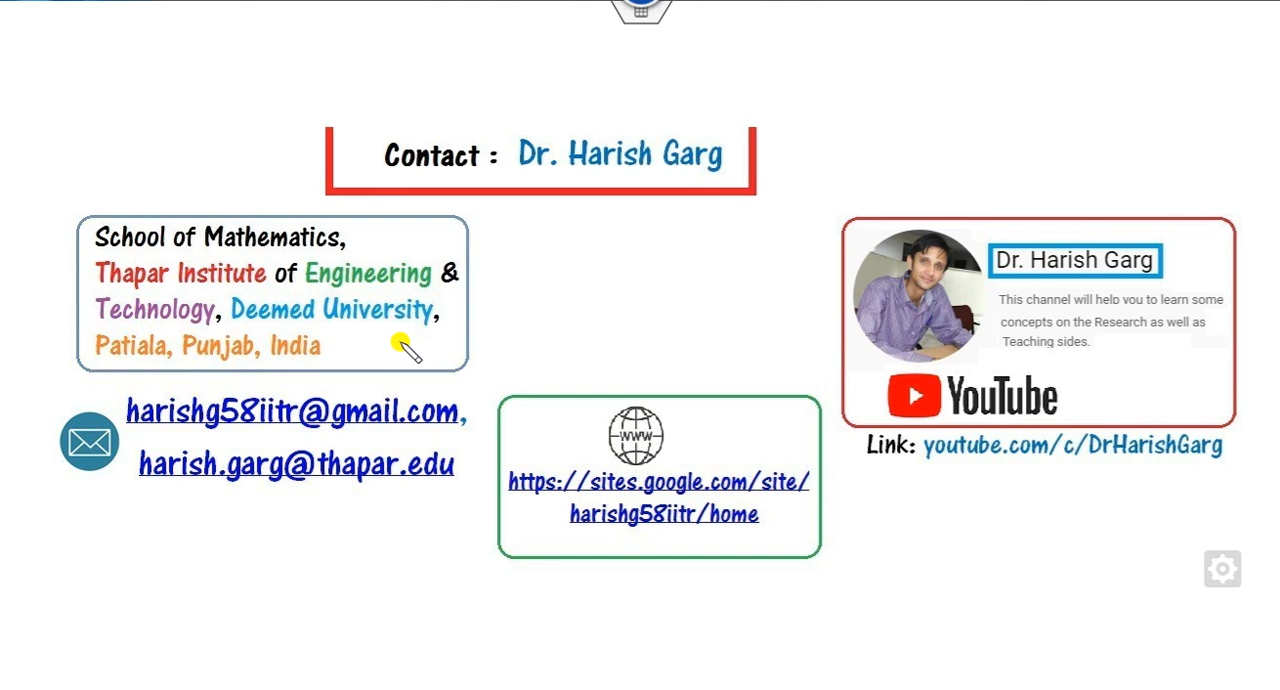 Contact : Dr. Harish Garg
School of Mathematics,
Thapar Institute of Engineering &
Technology, Deemed University,
Patiala, Punjab, India
harishg58iitr@gmail.com,
harish.garg@thapar.edu
www
https://sites.google.com/site/
harishg58iitr/home
Dr. Harish Garg
This channel will help you to learn some
concepts on the Research as well as
Teaching sides.
YouTube
Link: youtube.com/c/DrHarishGarg